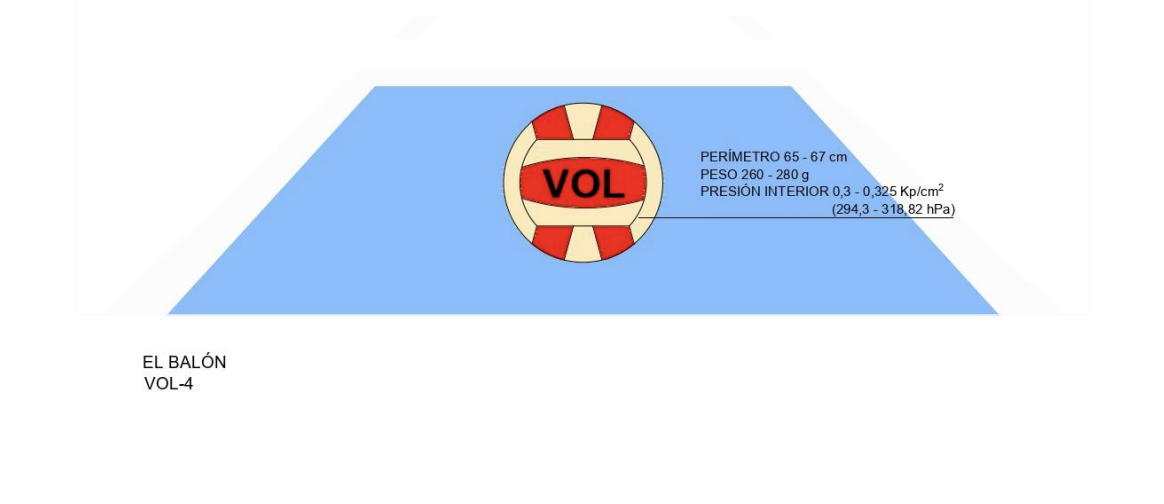 VOL
PERÍMETRO 65 - 67 cm
PESO 260 - 280 g
PRESIÓN INTERIOR 0,3 - 0,325 Kp/cm²
(294,3 - 318,82 hPa)
EL BALÓN
VOL-4